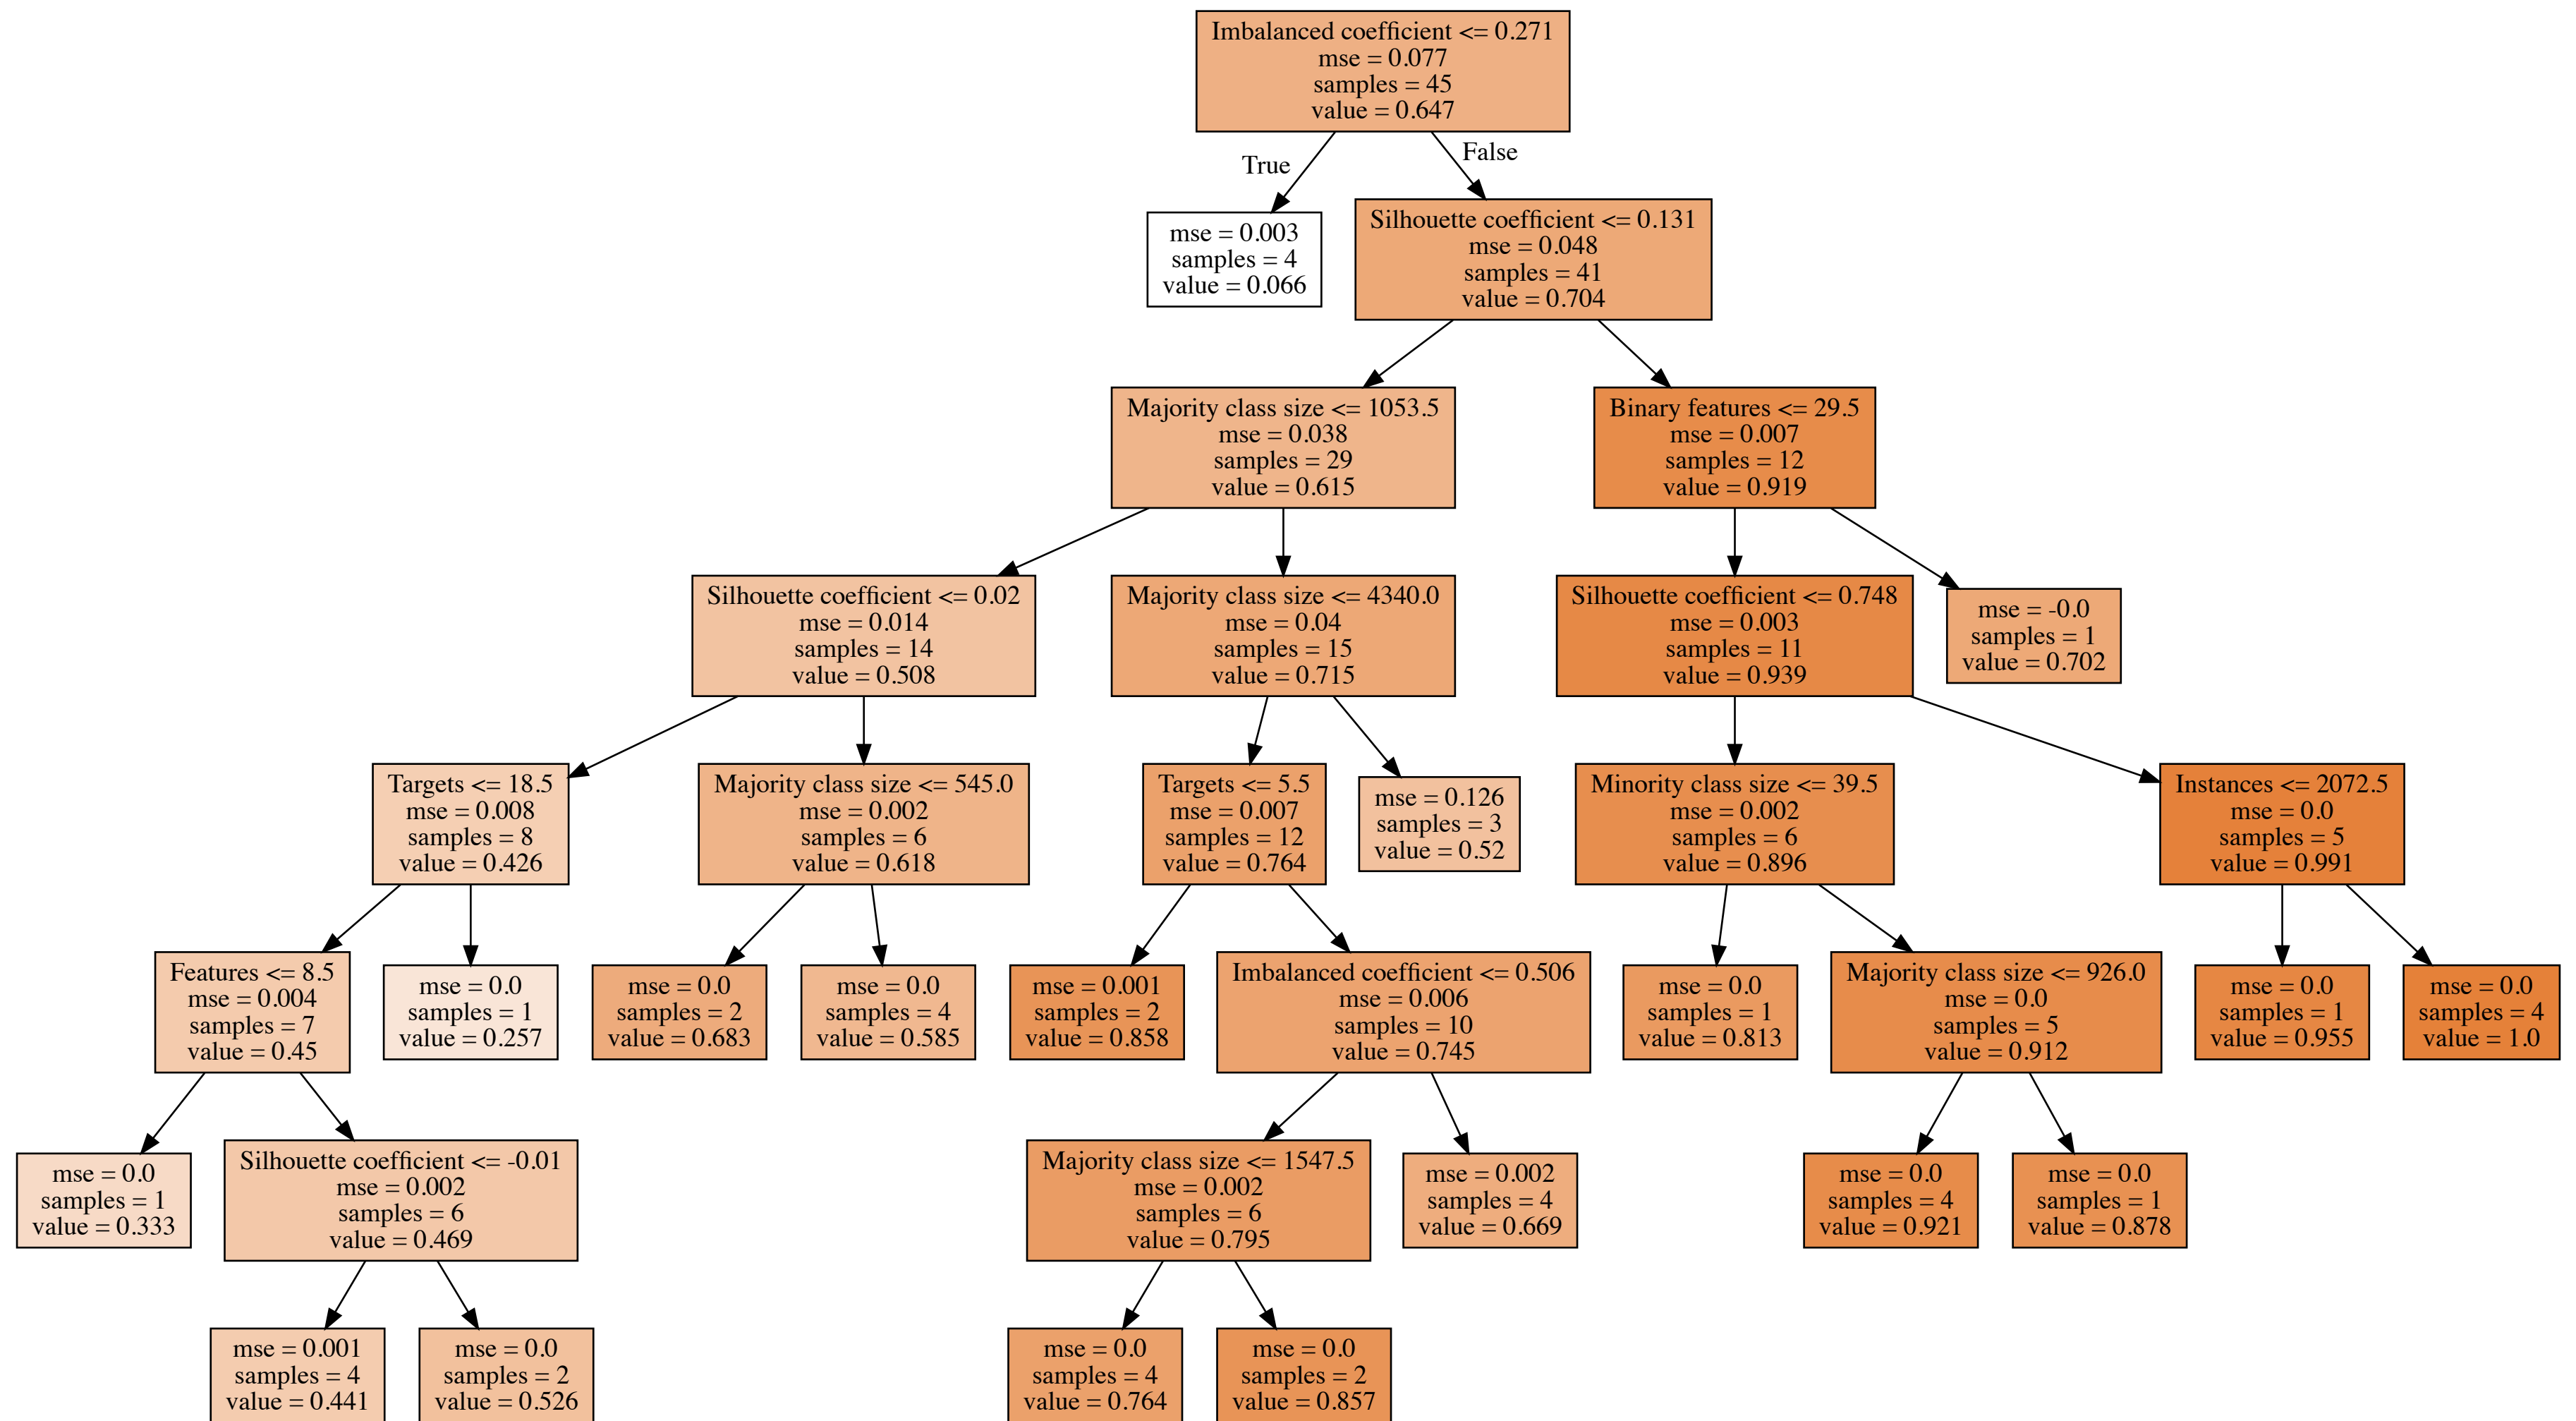 Imbalanced coefficient <= 0.271
mse = 0.077
samples = 45
value = 0.647
True
False
mse = 0.003
samples = 4
value = 0.066
Silhouette coefficient <= 0.131
mse = 0.048
samples = 41
value = 0.704
Majority class size <= 1053.5
mse = 0.038
samples = 29
value = 0.615
Binary features <= 29.5
mse = 0.007
samples = 12
value = 0.919
Silhouette coefficient <= 0.02
mse = 0.014
samples = 14
value = 0.508
Majority class size <= 4340.0
mse = 0.04
samples = 15
value = 0.715
Silhouette coefficient <= 0.748
mse = 0.003
samples = 11
value = 0.939
mse = -0.0
samples = 1
value = 0.702
Targets <= 18.5
mse = 0.008
samples = 8
value = 0.426
Majority class size <= 545.0
mse = 0.002
samples = 6
value = 0.618
Targets <= 5.5
mse = 0.007
samples = 12
value = 0.764
mse = 0.126
samples = 3
value = 0.52
Minority class size <= 39.5
mse = 0.002
samples = 6
value = 0.896
Instances <= 2072.5
mse = 0.0
samples = 5
value = 0.991
Features <= 8.5
mse = 0.004
samples = 7
value = 0.45
mse = 0.0
samples = 1
value = 0.257
mse = 0.0
samples = 2
value = 0.683
mse = 0.0
samples = 4
value = 0.585
mse = 0.001
samples = 2
value = 0.858
Imbalanced coefficient <= 0.506
mse = 0.006
samples = 10
value = 0.745
mse = 0.0
samples = 1
value = 0.813
Majority class size <= 926.0
mse = 0.0
samples = 5
value = 0.912
mse = 0.0
samples = 1
value = 0.955
mse = 0.0
samples = 4
value = 1.0
mse = 0.0
samples = 1
value = 0.333
Silhouette coefficient <= -0.01
mse = 0.002
samples = 6
value = 0.469
Majority class size <= 1547.5
mse = 0.002
samples = 6
value = 0.795
mse = 0.002
samples = 4
value = 0.669
mse = 0.0
samples = 4
value = 0.921
mse = 0.0
samples = 1
value = 0.878
mse = 0.001
samples = 4
value = 0.441
mse = 0.0
samples = 2
value = 0.526
mse = 0.0
samples = 4
value = 0.764
mse = 0.0
samples = 2
value = 0.857